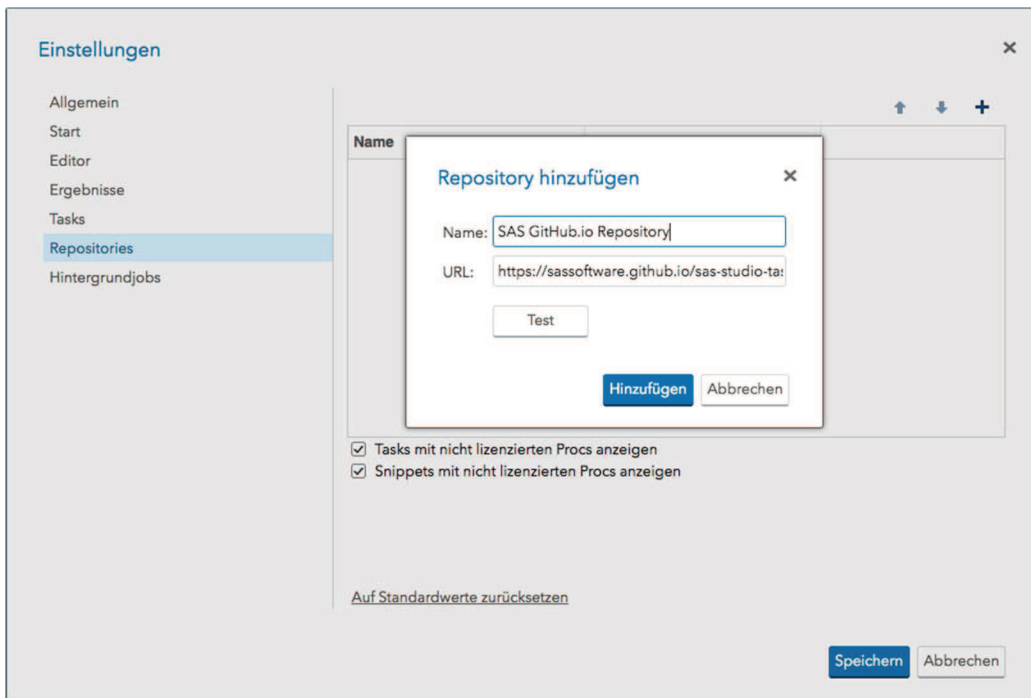 Einstellungen
Allgemein
Start
Editor
Ergebnisse
Tasks
Repositories
Hintergrundjobs
Name
Repository hinzufügen
Name: SAS GitHub.io Repository
URL: https://sassoftware.github.io/sas-studio-tas
Test
Hinzufügen Abbrechen
Tasks mit nicht lizenzierten Procs anzeigen
Snippets mit nicht lizenzierten Procs anzeigen
Auf Standardwerte zurücksetzen
Speichern Abbrechen